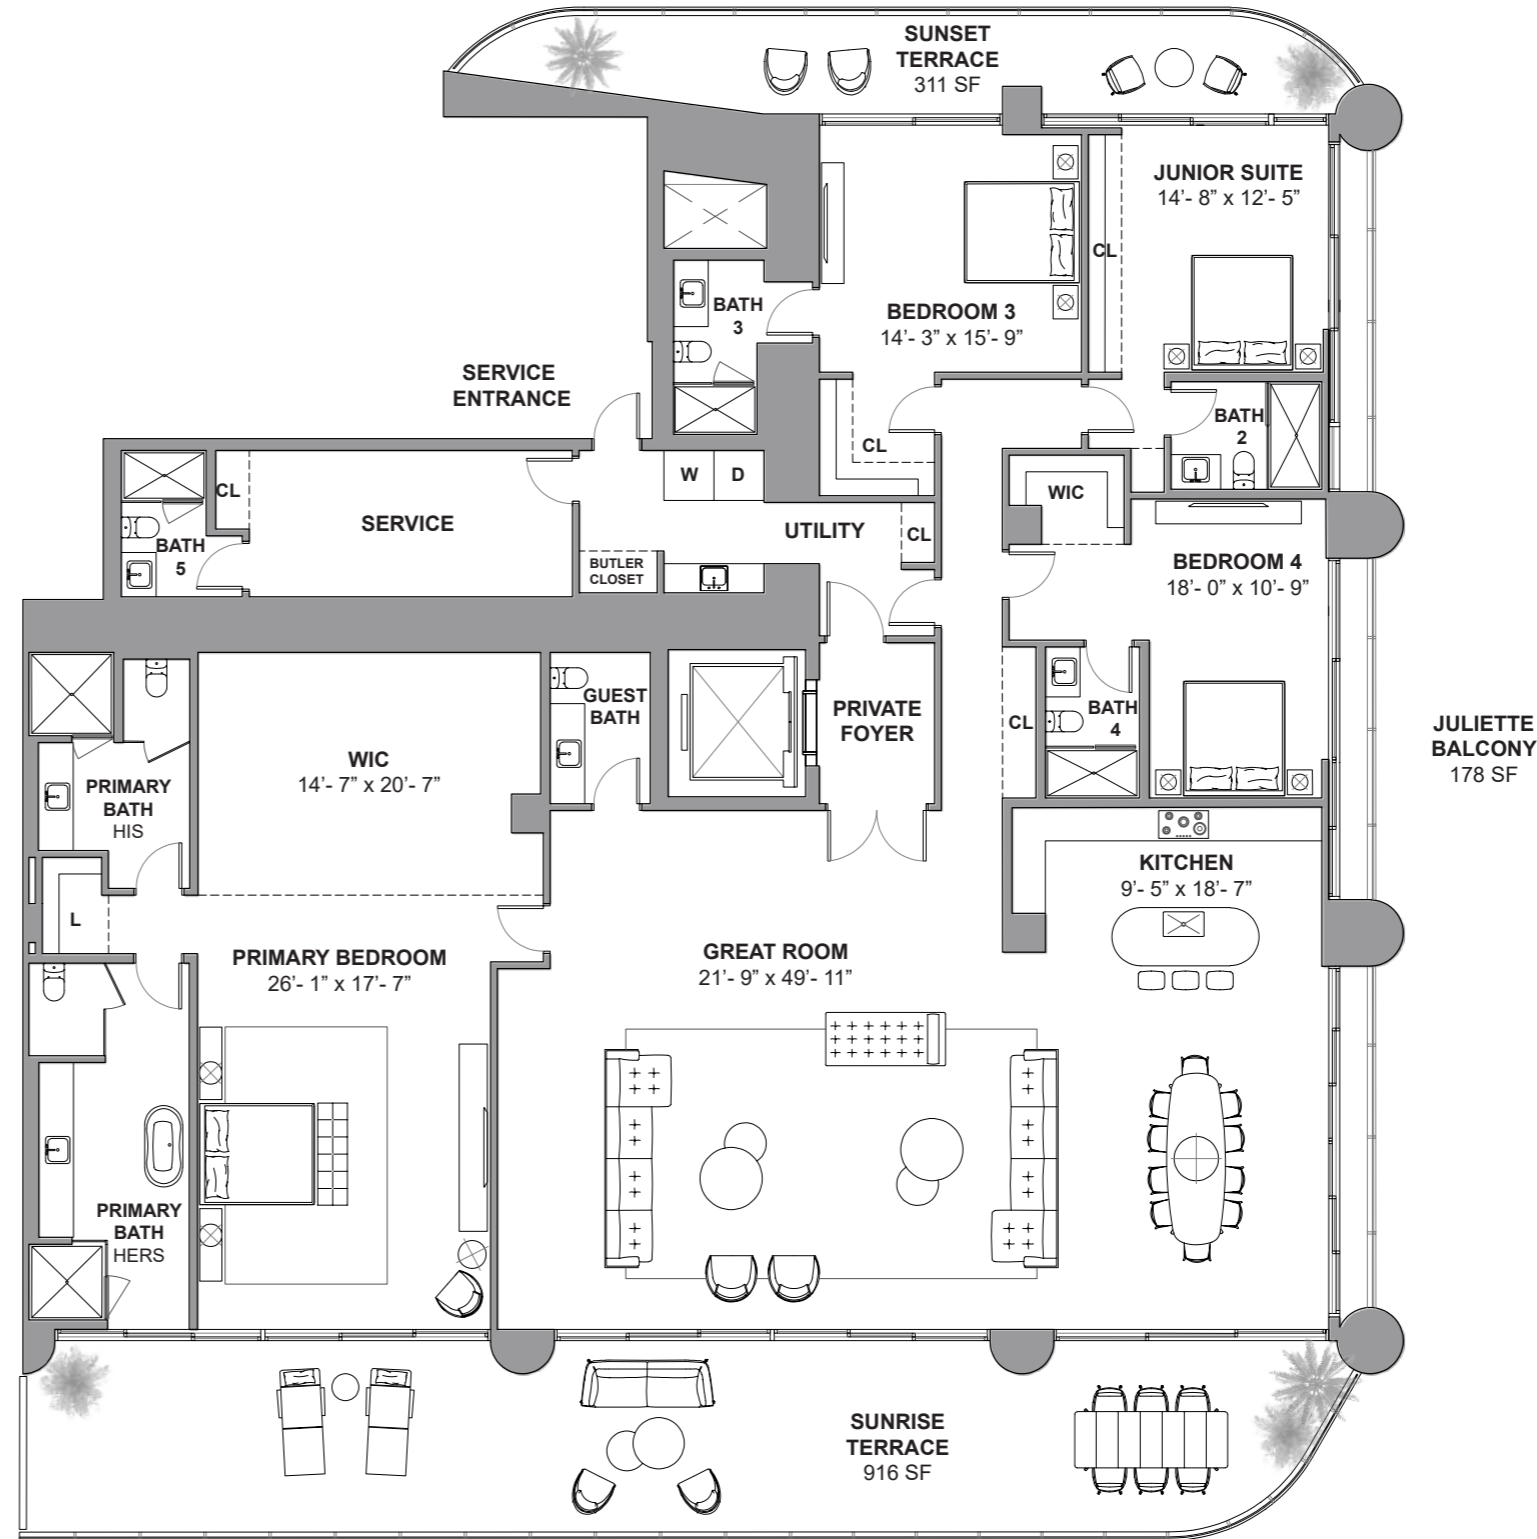 SUNSET
TERRACE
311 SF
JUNIOR SUITE
14’- 8” x 12’- 5”
CL
BATH
3
BEDROOM 3
14’- 3” x 15’- 9”
SERVICE
ENTRANCE
BATH
2
CL
W
D
CL
WIC
SERVICE
UTILITY
CL
BATH
5
BUTLER
CLOSET
BEDROOM 4
18’- 0” x 10’- 9”
GUEST
BATH
PRIVATE
FOYER
CL
BATH
4
JULIETTE
BALCONY
178 SF
WIC
14’- 7” x 20’- 7”
PRIMARY
BATH
HIS
KITCHEN
9’- 5” x 18’- 7”
L
PRIMARY BEDROOM
26’- 1” x 17’- 7”
GREAT ROOM
21’- 9” x 49’- 11”
PRIMARY
BATH
HERS
SUNRISE
TERRACE
916 SF